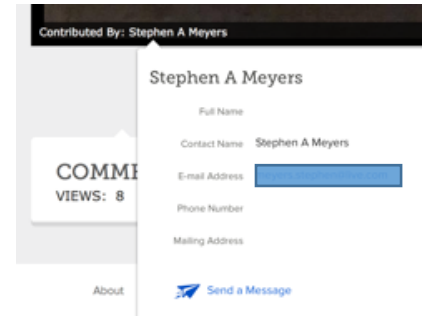 Contributed By: Stephen A Meyers
Stephen A Meyers
Full Name
Contact Name Stephen A Meyers
COMME
E-mail Address
VIEWS: 8
Phone Number
Mailing Address
About
Send a Message